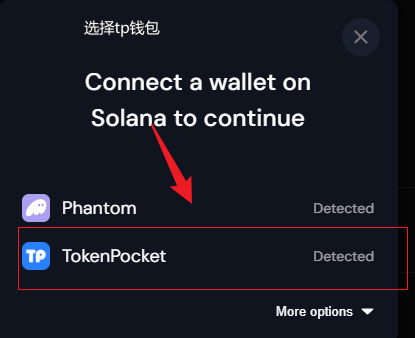 选择tp钱包
Connect a wallet on
Solana to continue
Phantom Detected
TP TokenPocket Detected
More options